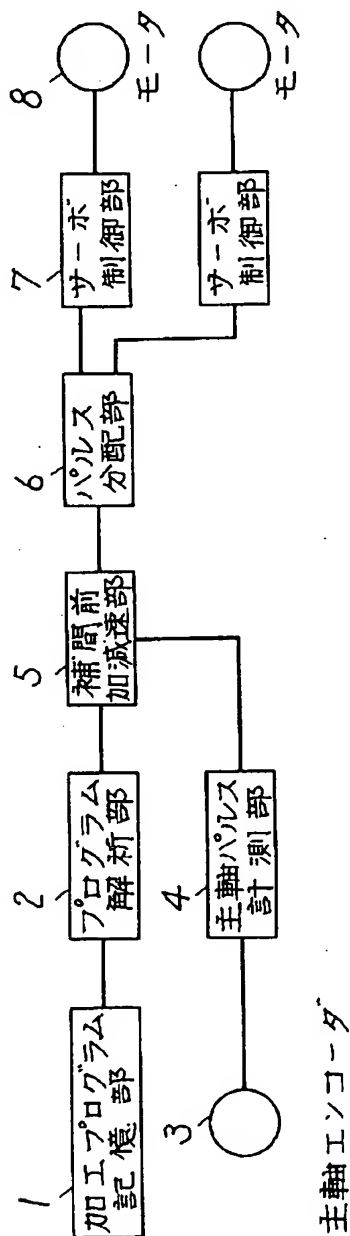 1
加工プログラム
記憶部
2
プログラム
解析部
3
主軸エンコーダ
4
主軸パルス
計測部
5
補間前
加減速部
6
パルス
分配部
7
サーボ
制御部
8
モータ
サーボ
制御部
モータ